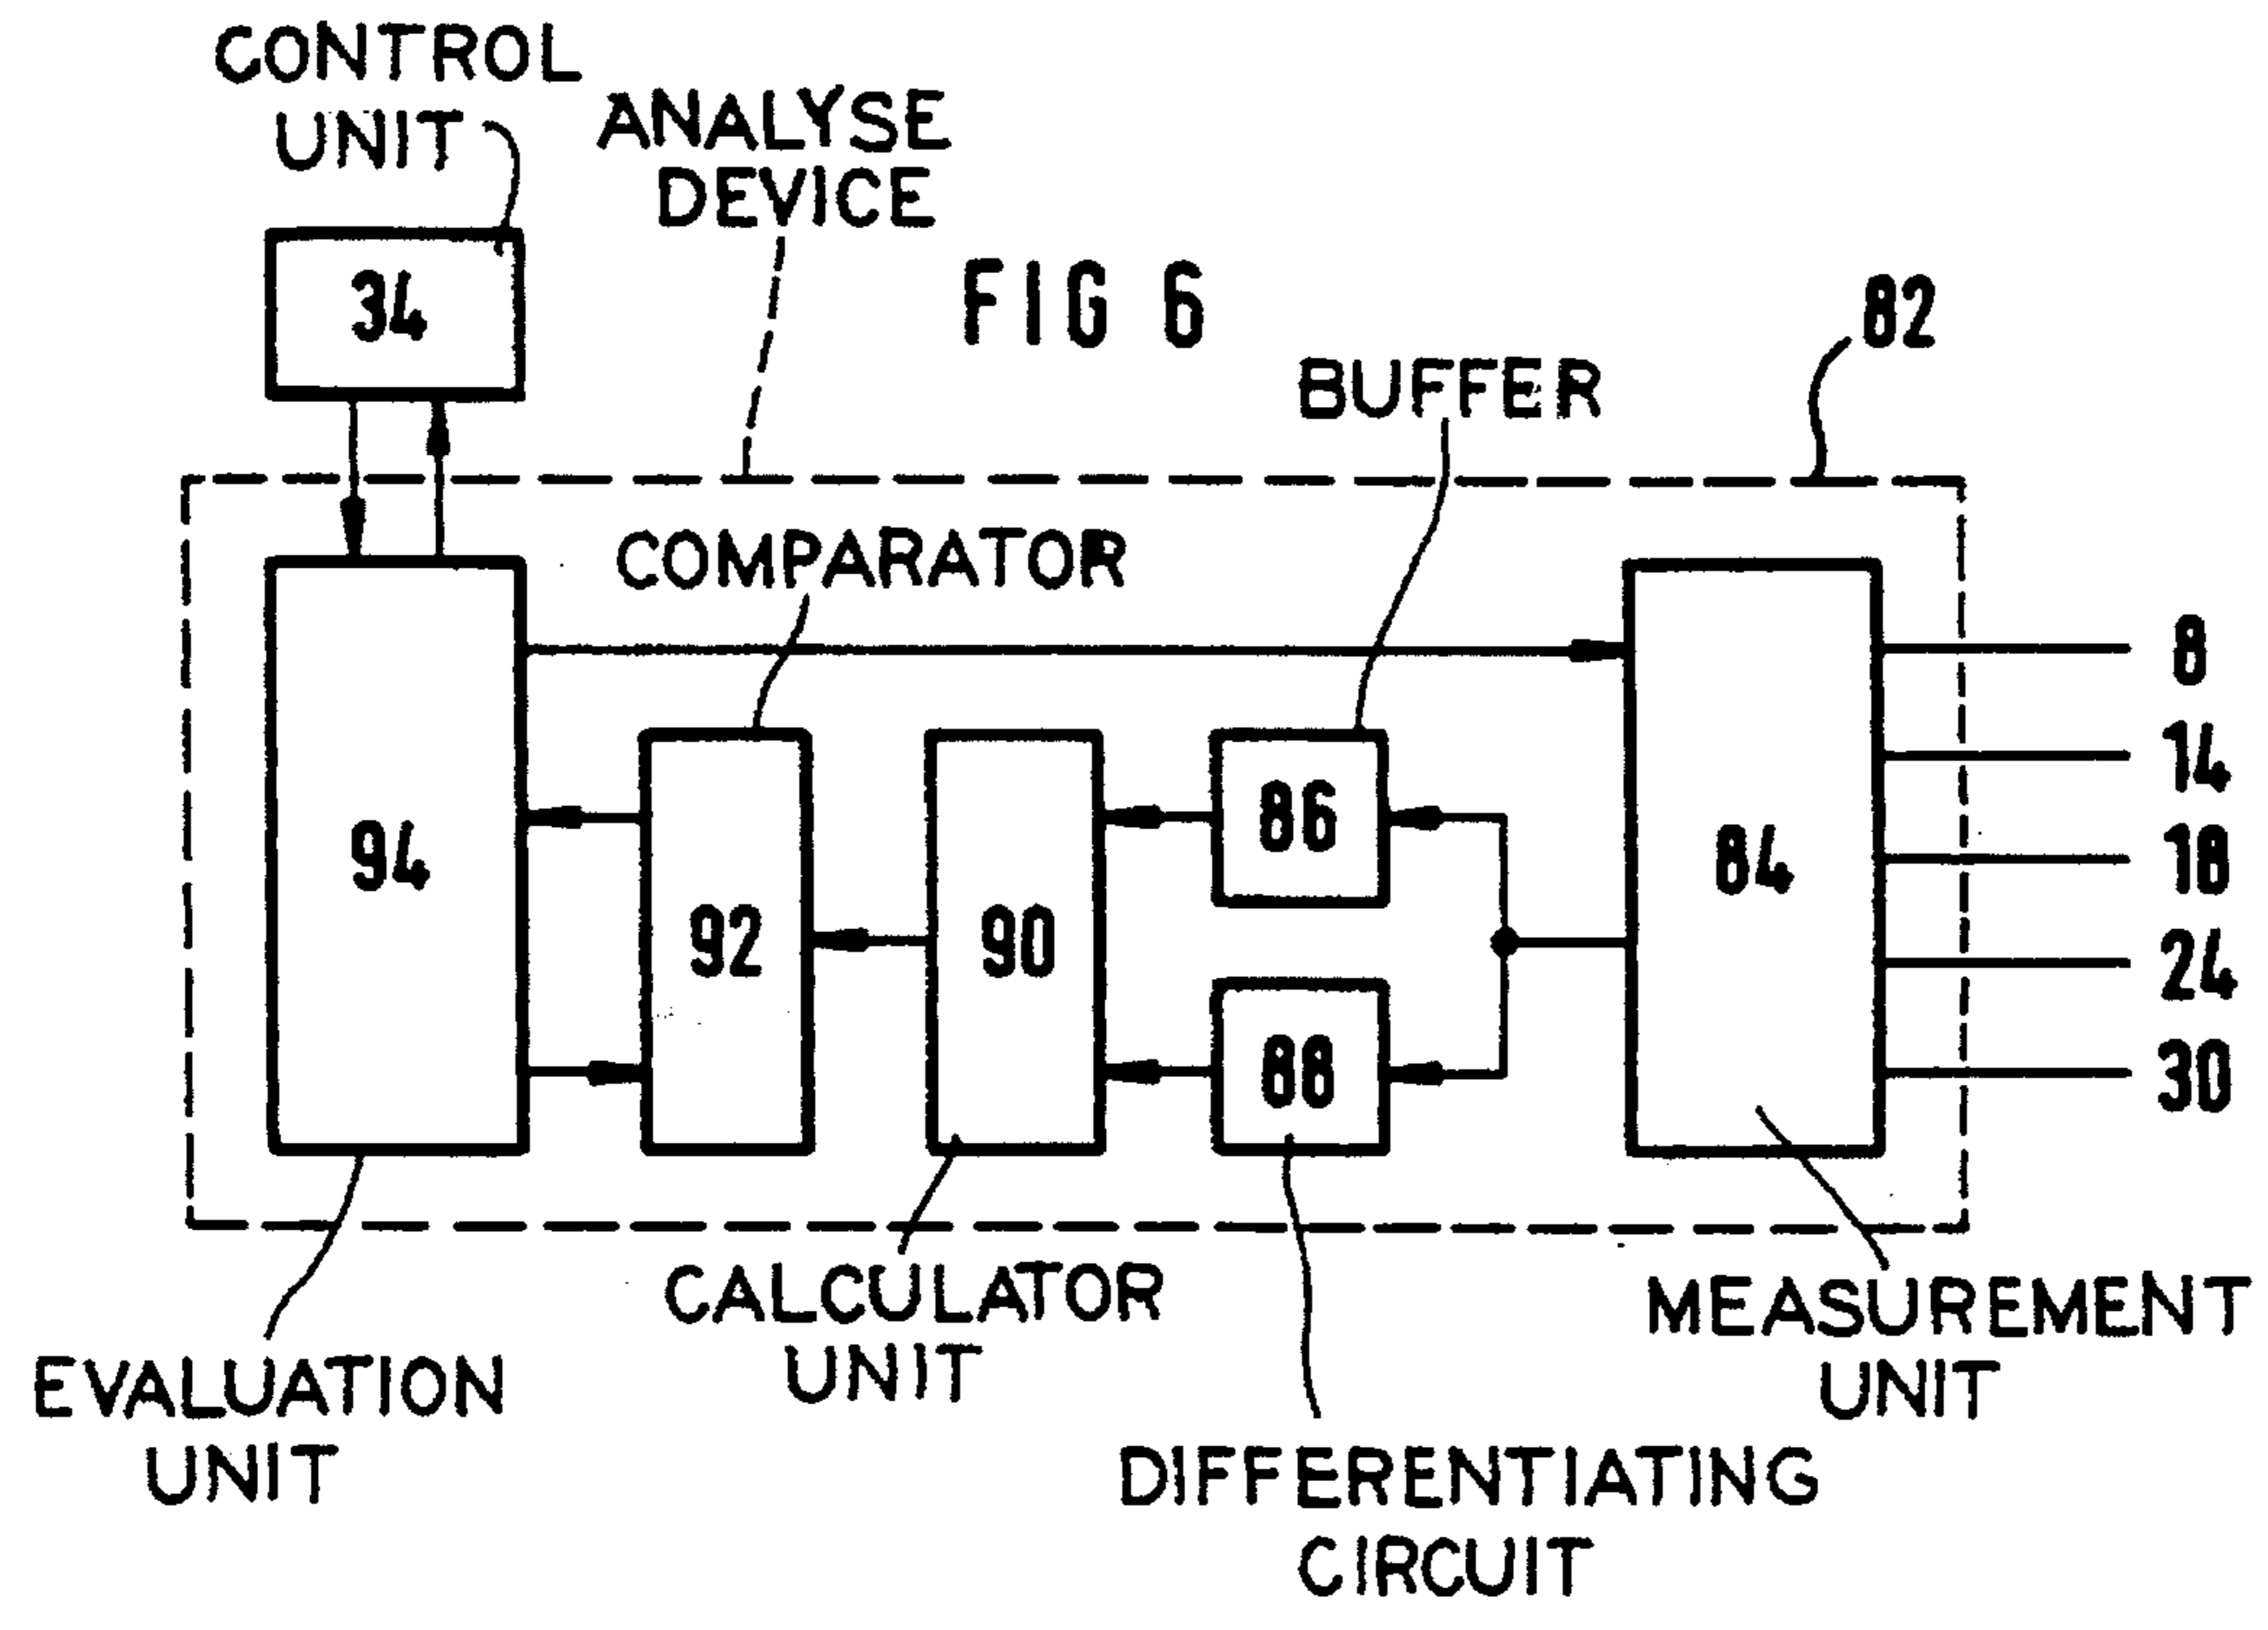 CONTROL
UNIT
ANALYSE
DEVICE
FIG 6
34
82
BUFFER
COMPARATOR
8
14
18
24
30
86
84
94
92
90
88
CALCULATOR
UNIT
MEASUREMENT
UNIT
EVALUATION
UNIT
DIFFERENTIATING
CIRCUIT